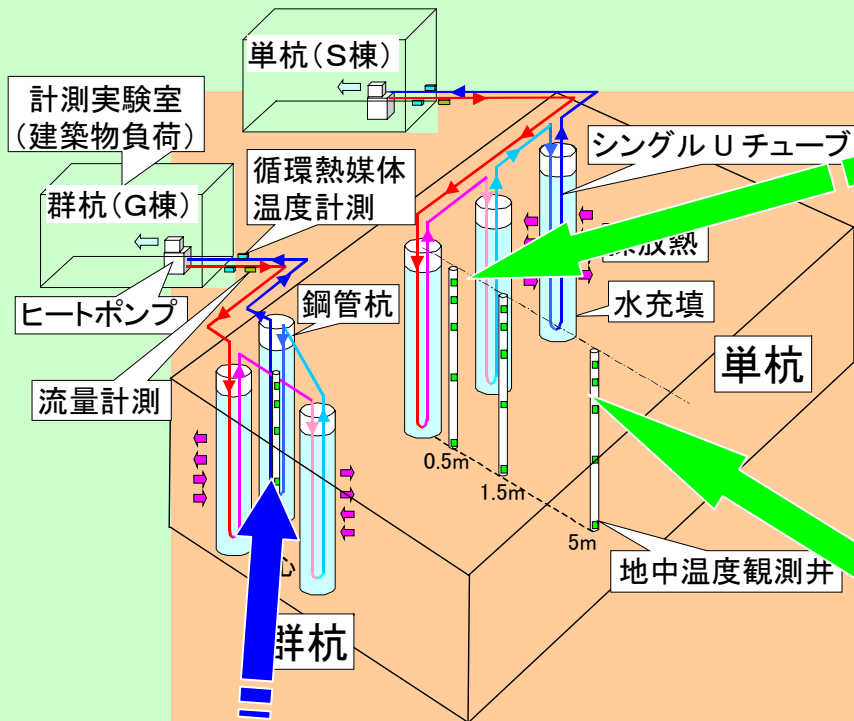 単杭(S棟)
計測実験室
(建築物負荷)
群杭(G棟)
循環熱媒体
温度計測
シングルUチューブ
放熱
ヒートポンプ
鋼管杭
水充填
流量計測
単杭
0.5m
1.5m
5m
地中温度観測井
心
群杭